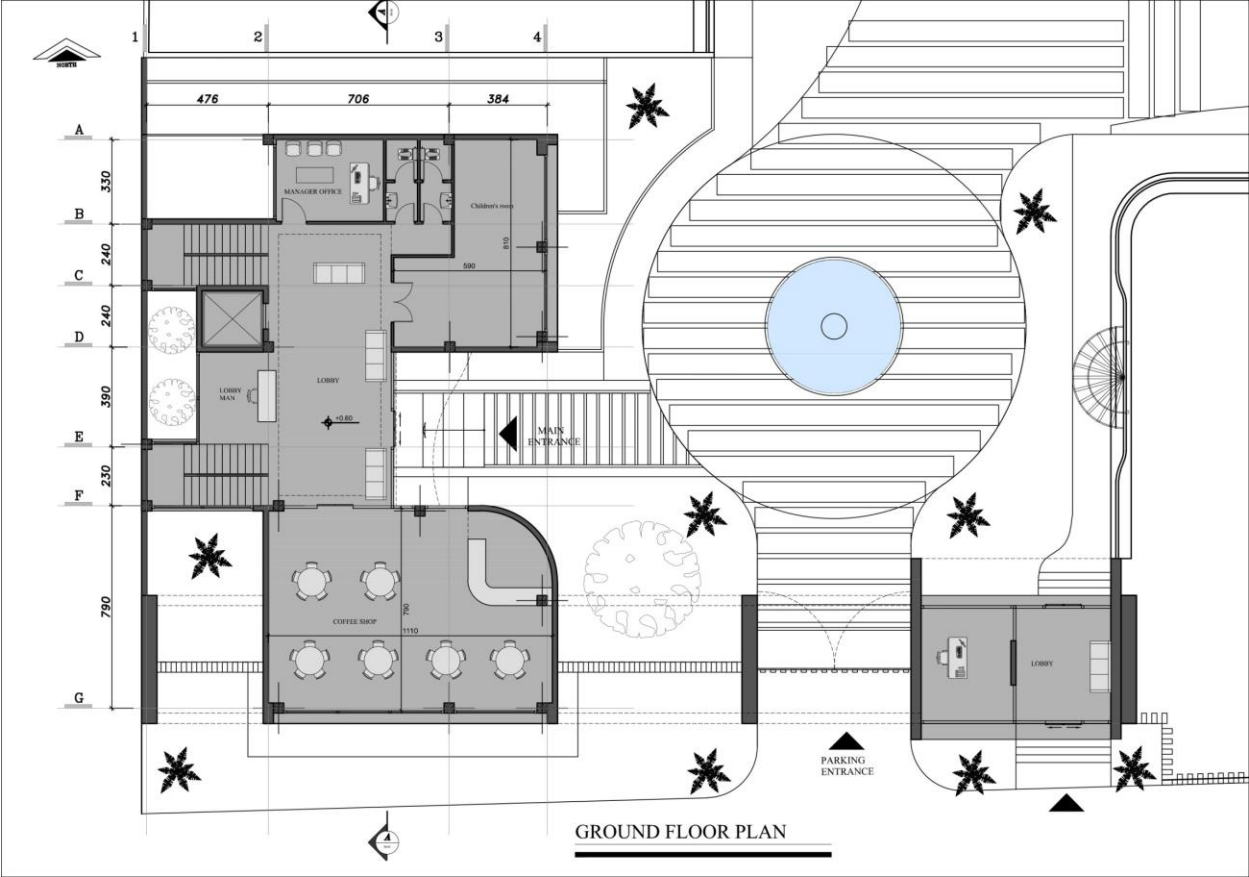 1
2
3
4
A
NORTH
476
706
384
A
330
MANAGER OFFICE
Children's room
B
240
810
C
590
240
D
LOBBY
MAN
LOBBY
390
+0.60
MAIN
ENTRANCE
E
230
F
790
790
COFFEE SHOP
1110
LOBBY
G
PARKING
ENTRANCE
A
GROUND FLOOR PLAN